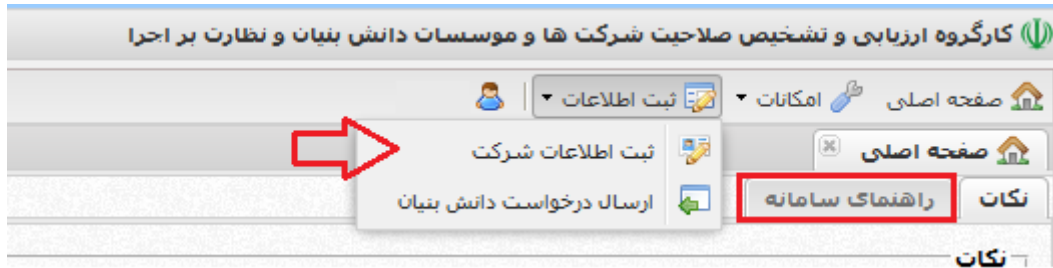 کارگروه ارزیابی و تشخیص صلاحیت شرکت ها و موسسات دانش بنیان و نظارت بر اجرا
صفحه اصلی امکانات ثبت اطلاعات
ثبت اطلاعات شرکت
ارسال درخواست دانش بنیان
صفحه اصلی
نکات راهنمای سامانه
نکات